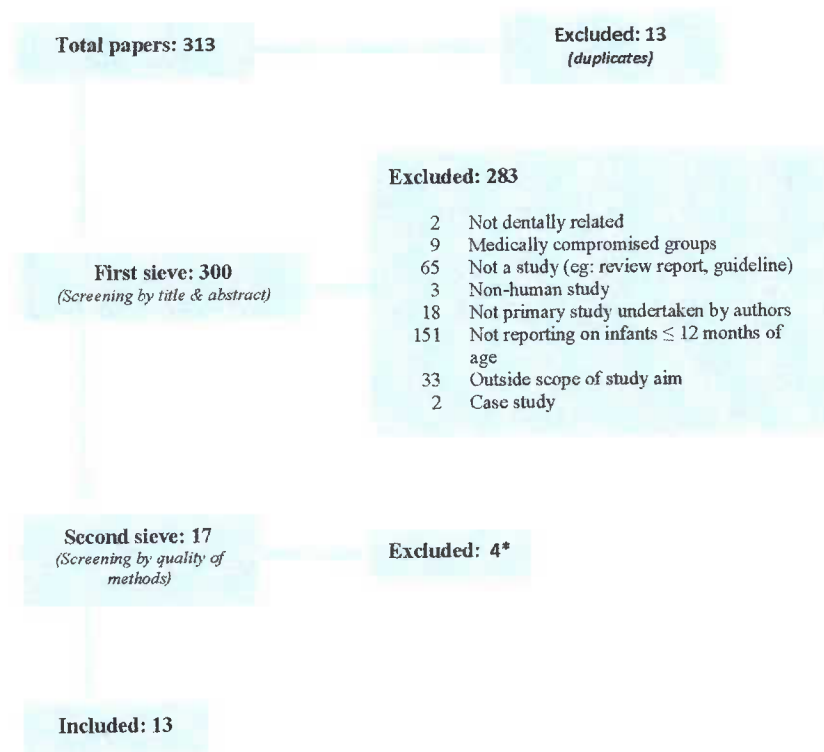 Total papers: 313
Excluded: 13
(duplicates)
Excluded: 283
2 Not dentally related
9 Medically compromised groups
65 Not a study (eg: review report, guideline)
3 Non-human study
18 Not primary study undertaken by authors
151 Not reporting on infants ≤ 12 months of
age
33 Outside scope of study aim
2 Case study
First sieve: 300
(Screening by title & abstract)
Second sieve: 17
(Screening by quality of
methods)
Excluded: 4*
Included: 13